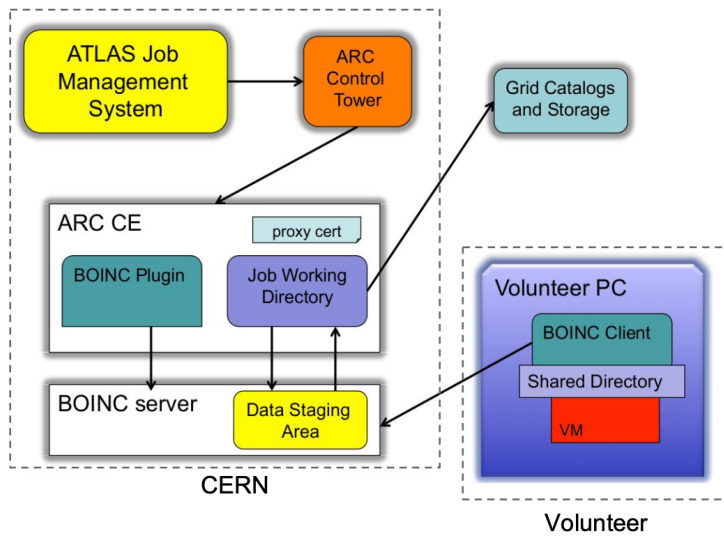 ATLAS Job
Management
System
ARC
Control
Tower
Grid Catalogs
and Storage
ARC CE
proxy cert
BOINC Plugin
Job Working
Directory
Volunteer PC
BOINC Client
Shared Directory
VM
BOINC server
Data Staging
Area
CERN
Volunteer